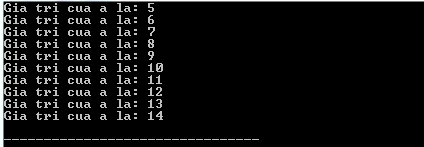 Gia tri cua a la: 5
Gia tri cua a la: 6
Gia tri cua a la: 7
Gia tri cua a la: 8
Gia tri cua a la: 9
Gia tri cua a la: 10
Gia tri cua a la: 11
Gia tri cua a la: 12
Gia tri cua a la: 13
Gia tri cua a la: 14
--------------------------------